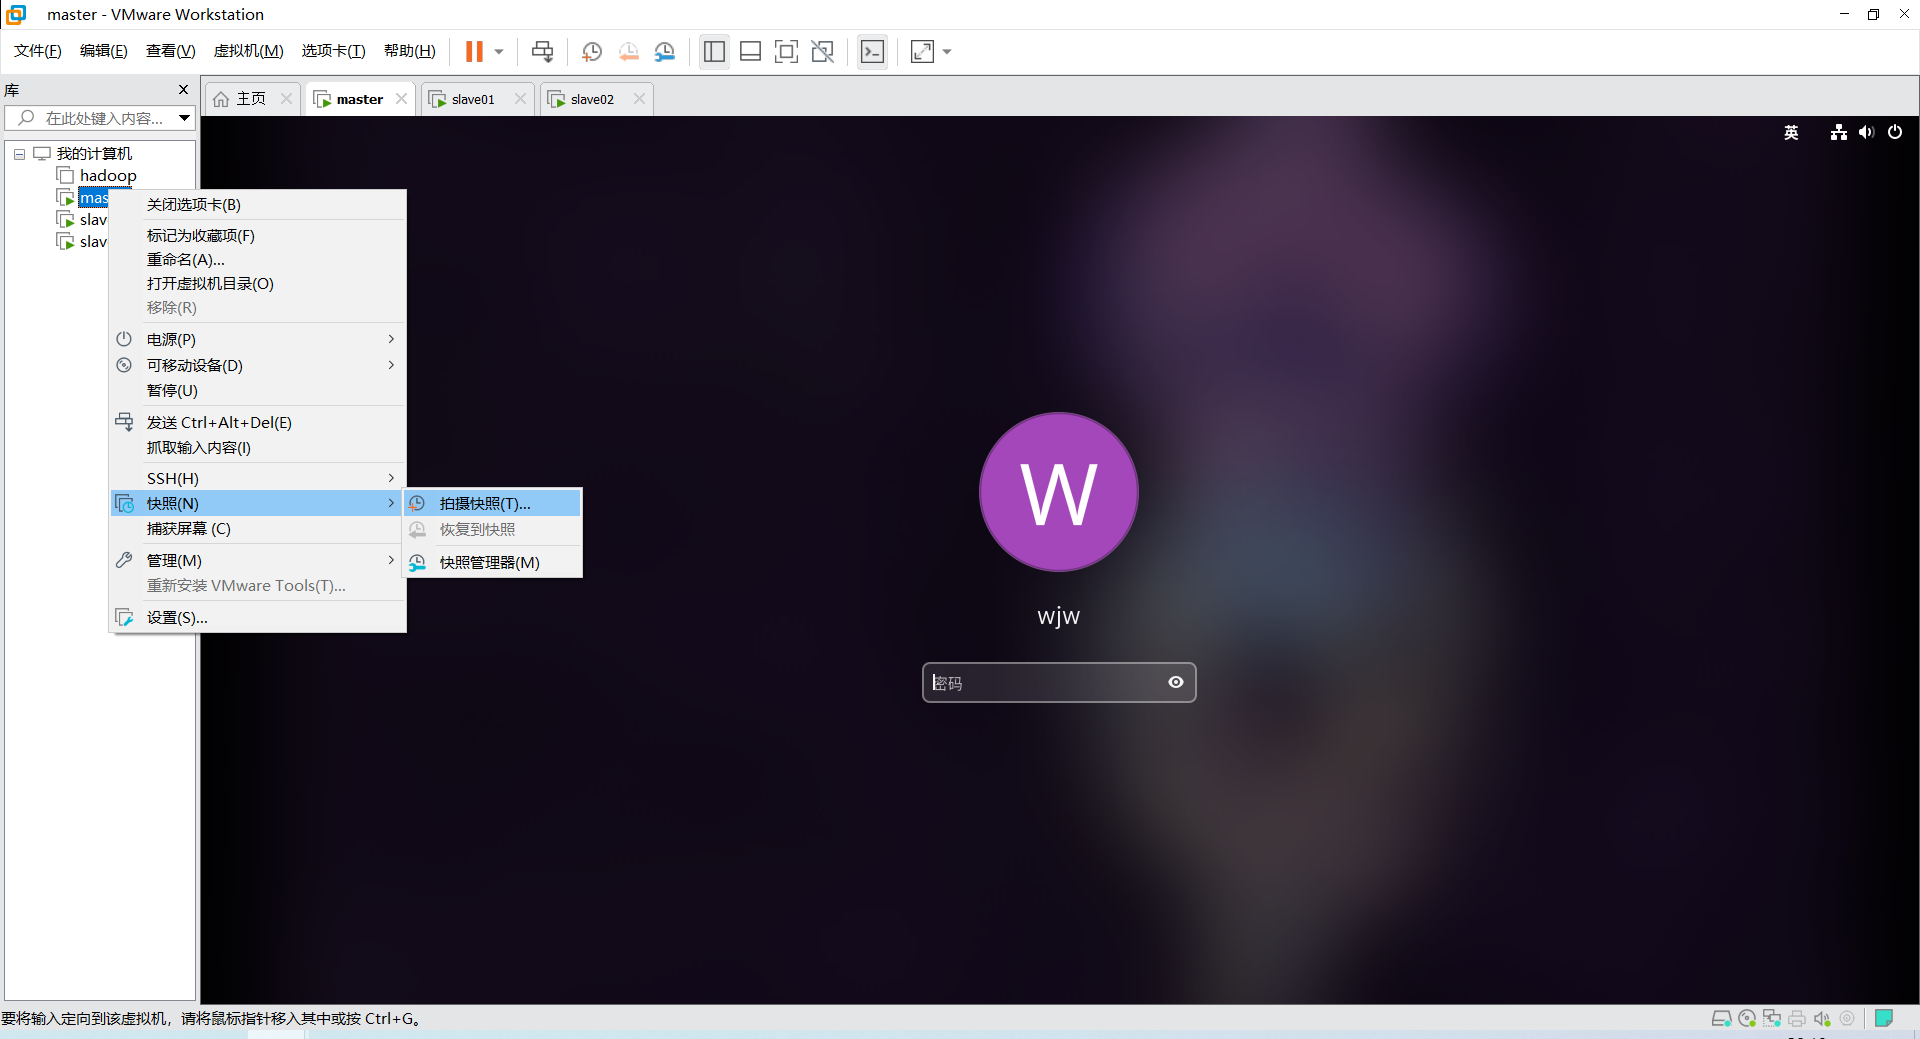 master - VMware Workstation
文件(F) 编辑(E) 查看(V) 虚拟机(M) 选项卡(T) 帮助(H)
库
在此处键入内容...
主页 master slave01 slave02
英
我的计算机
hadoop
mas
slav
slav
关闭选项卡(B)
标记为收藏项(F)
重命名(A)...
打开虚拟机目录(O)
移除(R)
电源(P)
可移动设备(D)
暂停(U)
发送 Ctrl+Alt+Del(E)
抓取输入内容(I)
SSH(H)
快照(N)
捕获屏幕 (C)
管理(M)
重新安装 VMware Tools(T)...
设置(S)...
拍摄快照(T)...
恢复到快照
快照管理器(M)
W
wjw
密码
要将输入定向到该虚拟机，请将鼠标指针移入其中或按 Ctrl+G。